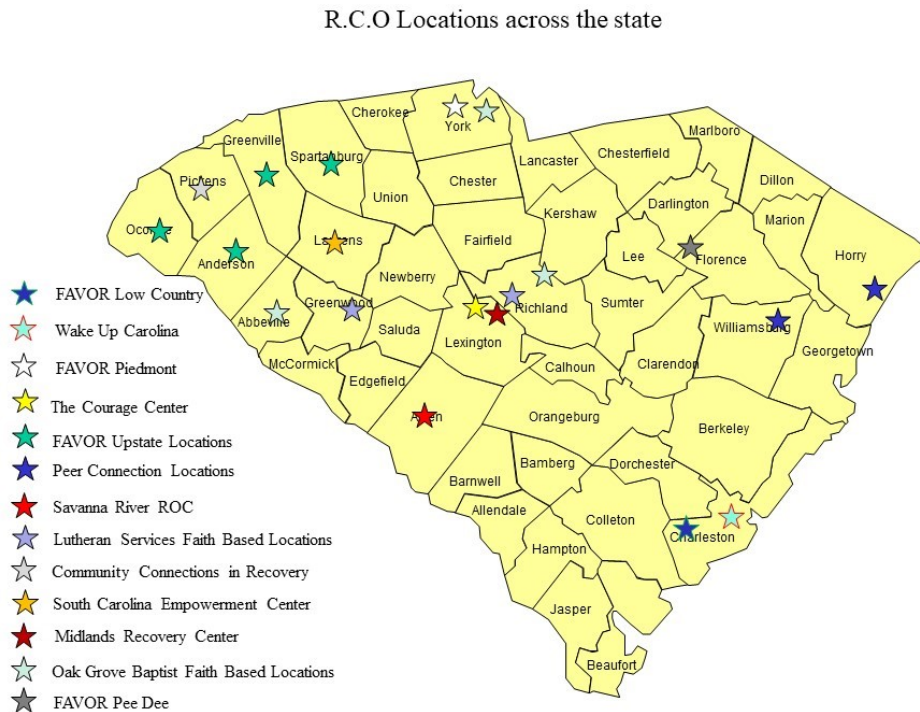 R.C.O Locations across the state
Cherokee
York
Greenville
Spartanburg
Marlboro
Lancaster
Chesterfield
Pickens
Union
Chester
Dillon
Kershaw
Darlington
Marion
Oconee
Laurens
Fairfield
Lee
Florence
Horry
Anderson
Newberry
Abbeville
Greenwood
Richland
Sumter
Williamsburg
Saluda
Lexington
Georgetown
McCormick
Calhoun
Clarendon
Edgefield
Aiken
Orangeburg
Berkeley
Bamberg
Dorchester
Barnwell
Allendale
Colleton
Charleston
Hampton
Jasper
Beaufort
FAVOR Low Country
Wake Up Carolina
FAVOR Piedmont
The Courage Center
FAVOR Upstate Locations
Peer Connection Locations
Savanna River ROC
Lutheran Services Faith Based Locations
Community Connections in Recovery
South Carolina Empowerment Center
Midlands Recovery Center
Oak Grove Baptist Faith Based Locations
FAVOR Pee Dee